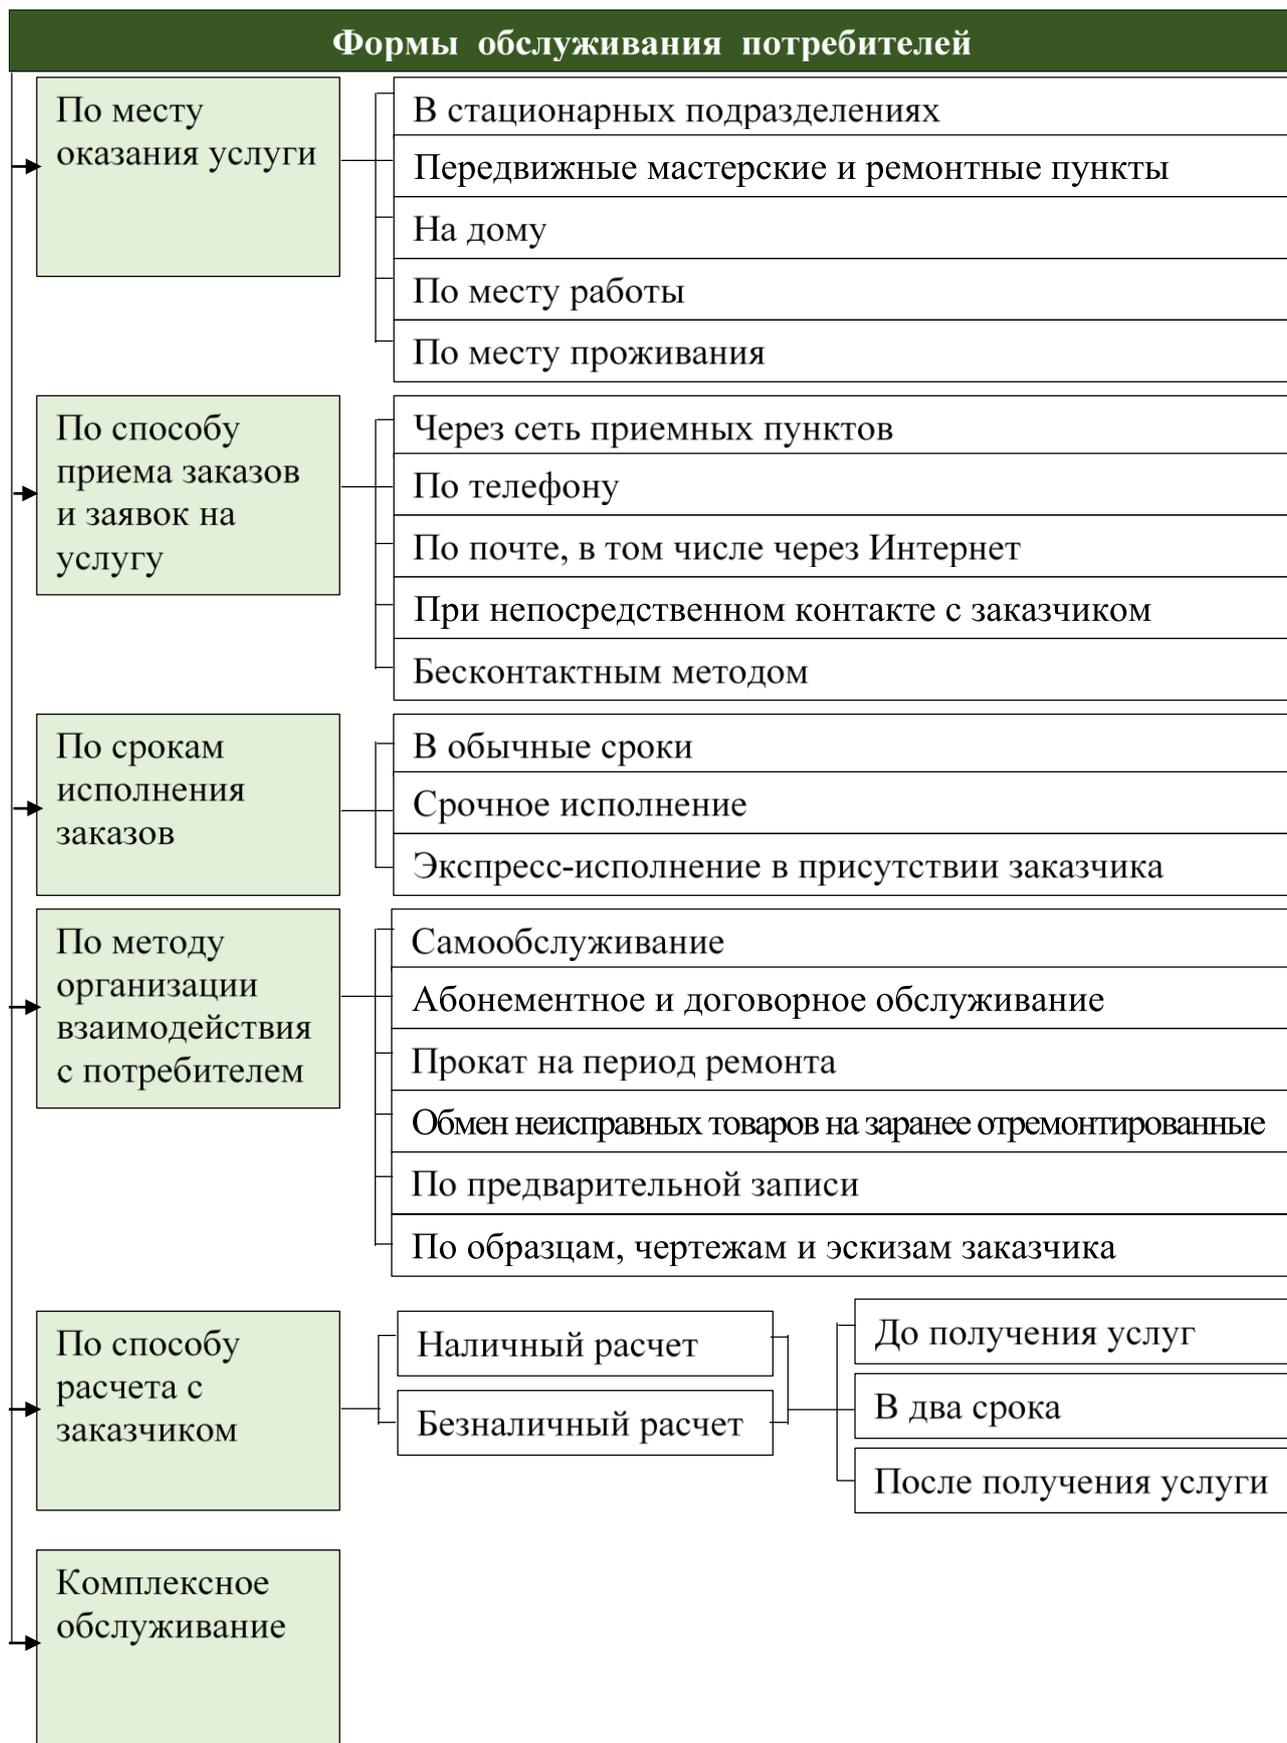 Формы обслуживания потребителей
По месту
оказания услуги
В стационарных подразделениях
Передвижные мастерские и ремонтные пункты
На дому
По месту работы
По месту проживания
По способу
приема заказов
и заявок на
услугу
Через сеть приемных пунктов
По телефону
По почте, в том числе через Интернет
При непосредственном контакте с заказчиком
Бесконтактным методом
По срокам
исполнения
заказов
В обычные сроки
Срочное исполнение
Экспресс-исполнение в присутствии заказчика
По методу
организации
взаимодействия
с потребителем
Самообслуживание
Абонементное и договорное обслуживание
Прокат на период ремонта
Обмен неисправных товаров на заранее отремонтированные
По предварительной записи
По образцам, чертежам и эскизам заказчика
По способу
расчета с
заказчиком
Наличный расчет
Безналичный расчет
До получения услуг
В два срока
После получения услуги
Комплексное
обслуживание